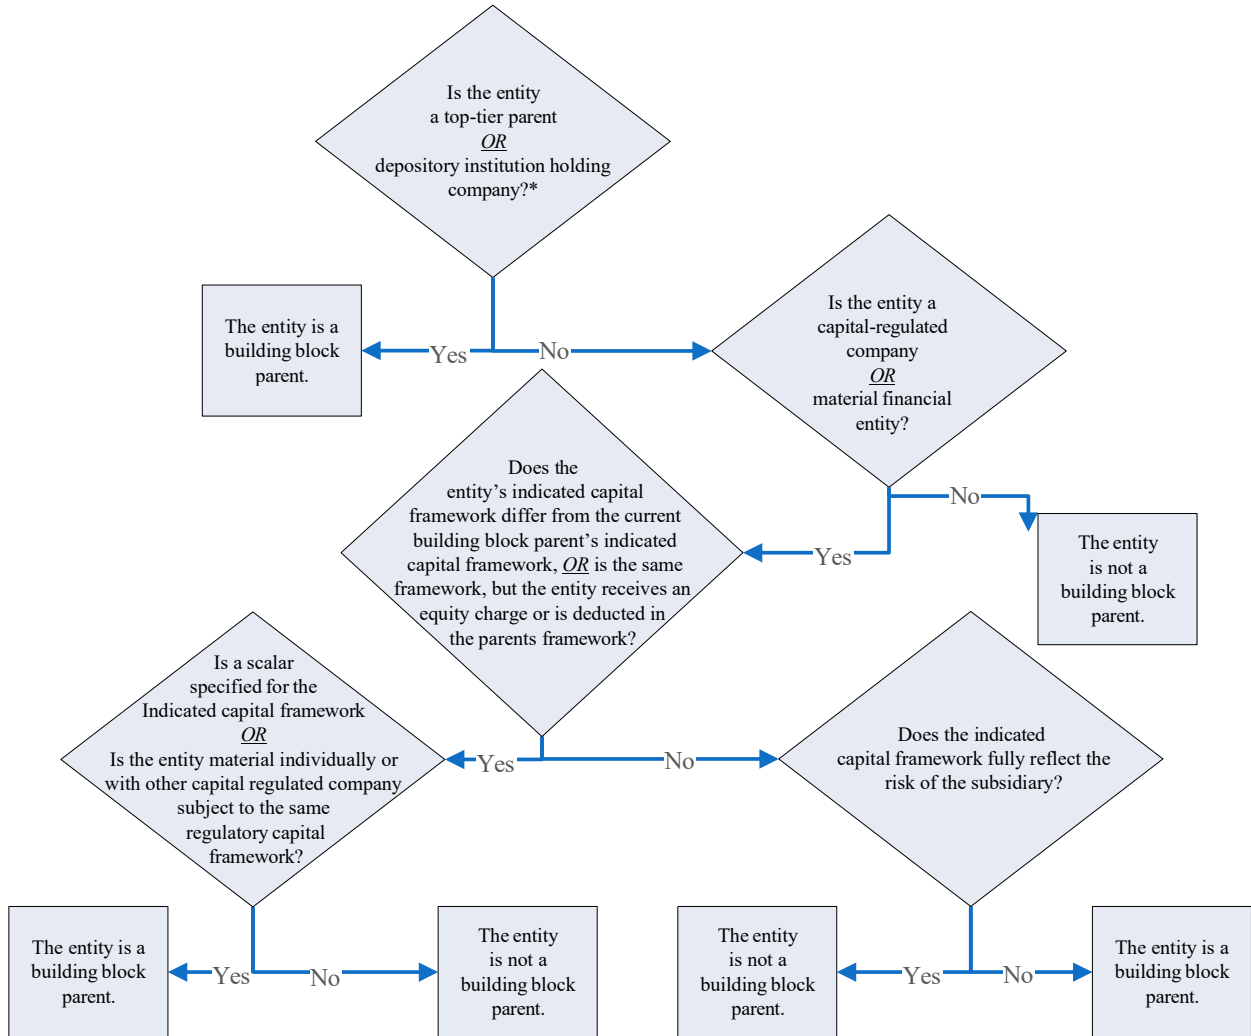 Is the entity
a top-tier parent
OR
depository institution holding
company?*
Yes
No
The entity is a
building block
parent.
Is the entity a
capital-regulated
company
OR
material financial
entity?
No
Yes
The entity
is not a
building block
parent.
Does the
entity’s indicated capital
framework differ from the current
building block parent’s indicated
capital framework, OR is the same
framework, but the entity receives an
equity charge or is deducted in
the parents framework?
Yes
No
Is a scalar
specified for the
Indicated capital framework
OR
Is the entity material individually or
with other capital regulated company
subject to the same
regulatory capital
framework?
Does the indicated
capital framework fully reflect the
risk of the subsidiary?
Yes
No
The entity is a
building block
parent.
The entity
is not a
building block
parent.
Yes
No
The entity
is not a
building block
parent.
The entity is a
building block
parent.